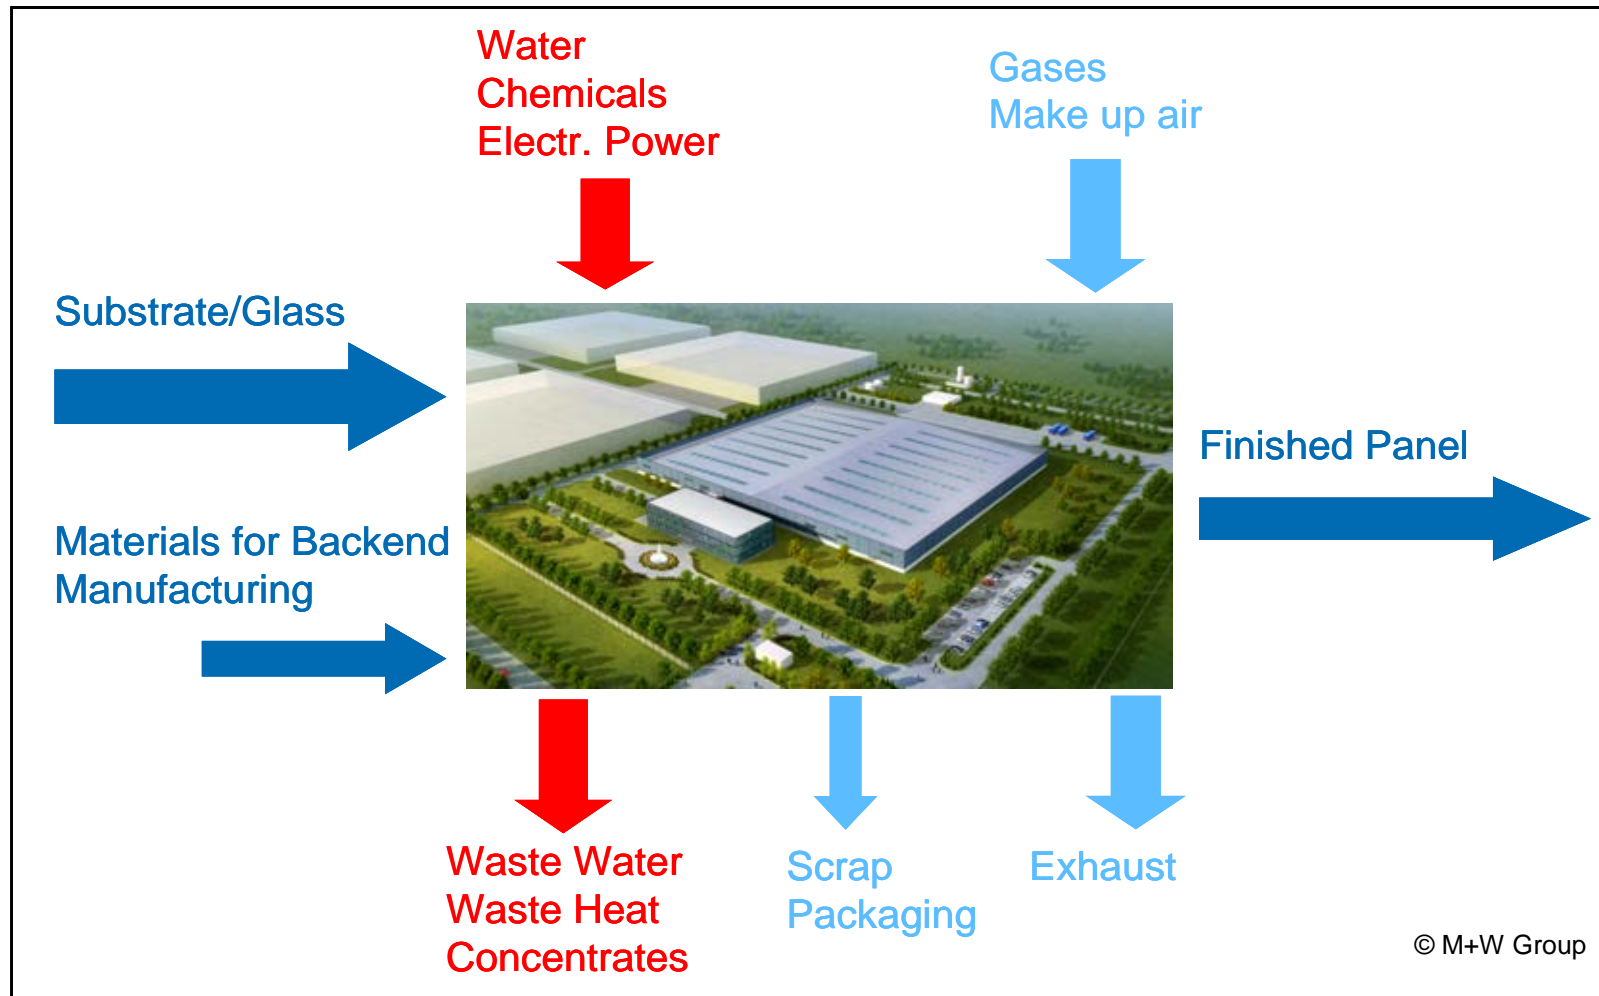 Water
Chemicals
Electr. Power
Gases
Make up air
Substrate/Glass
Finished Panel
Materials for Backend
Manufacturing
Waste Water
Waste Heat
Concentrates
Scrap
Packaging
Exhaust
© M+W Group